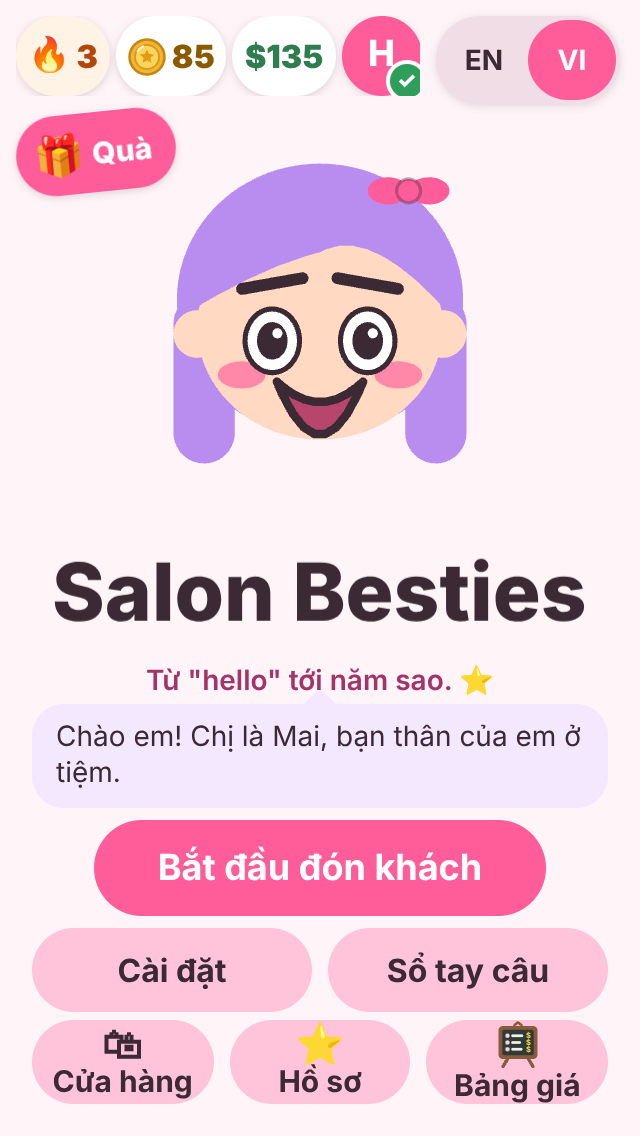 3
85
$135
H
EN
VI
Quà
Salon Besties
Từ "hello" tới năm sao. ⭐
Chào em! Chị là Mai, bạn thân của em ở
tiệm.
Bắt đầu đón khách
Cài đặt
Sổ tay câu
Cửa hàng
Hồ sơ
Bảng giá